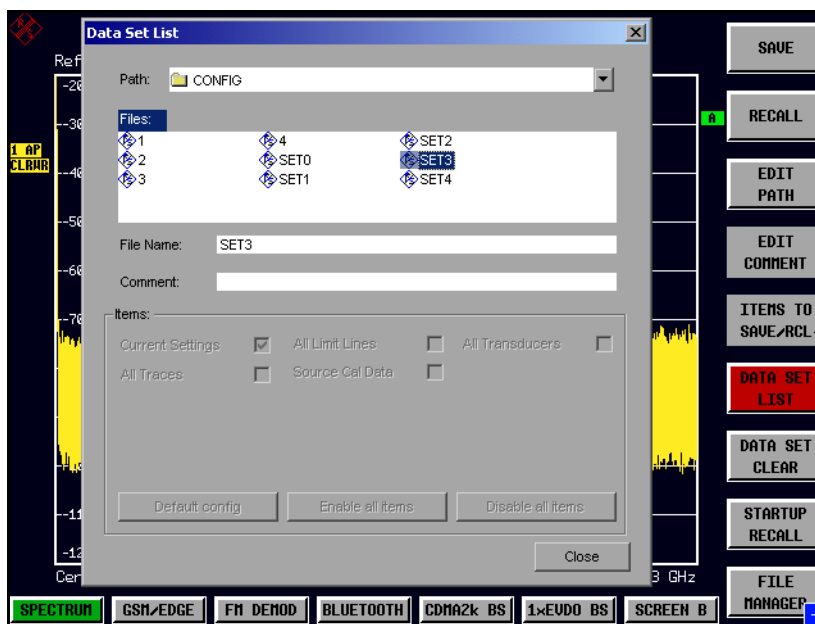 Data Set List
SAVE
Ref
Path: CONFIG
-20
Files:
RECALL
-30
A
1 4 SET2
1 AP
CLRWR
2 SET0 SET3
3 SET1 SET4
-40
EDIT
PATH
-50
File Name: SET3
EDIT
COMMENT
-60
Comment:
Items:
ITEMS TO
SAVE/RCL
-70
Current Settings All Limit Lines All Transducers
All Traces Source Cal Data
DATA SET
LIST
DATA SET
CLEAR
Default config Enable all items Disable all items
-11
STARTUP
RECALL
-12
Close
Cer
3 GHz
FILE
MANAGER
SPECTRUM GSM/EDGE FM DEMOD BLUETOOTH CDMA2k BS 1xEVDO BS SCREEN B